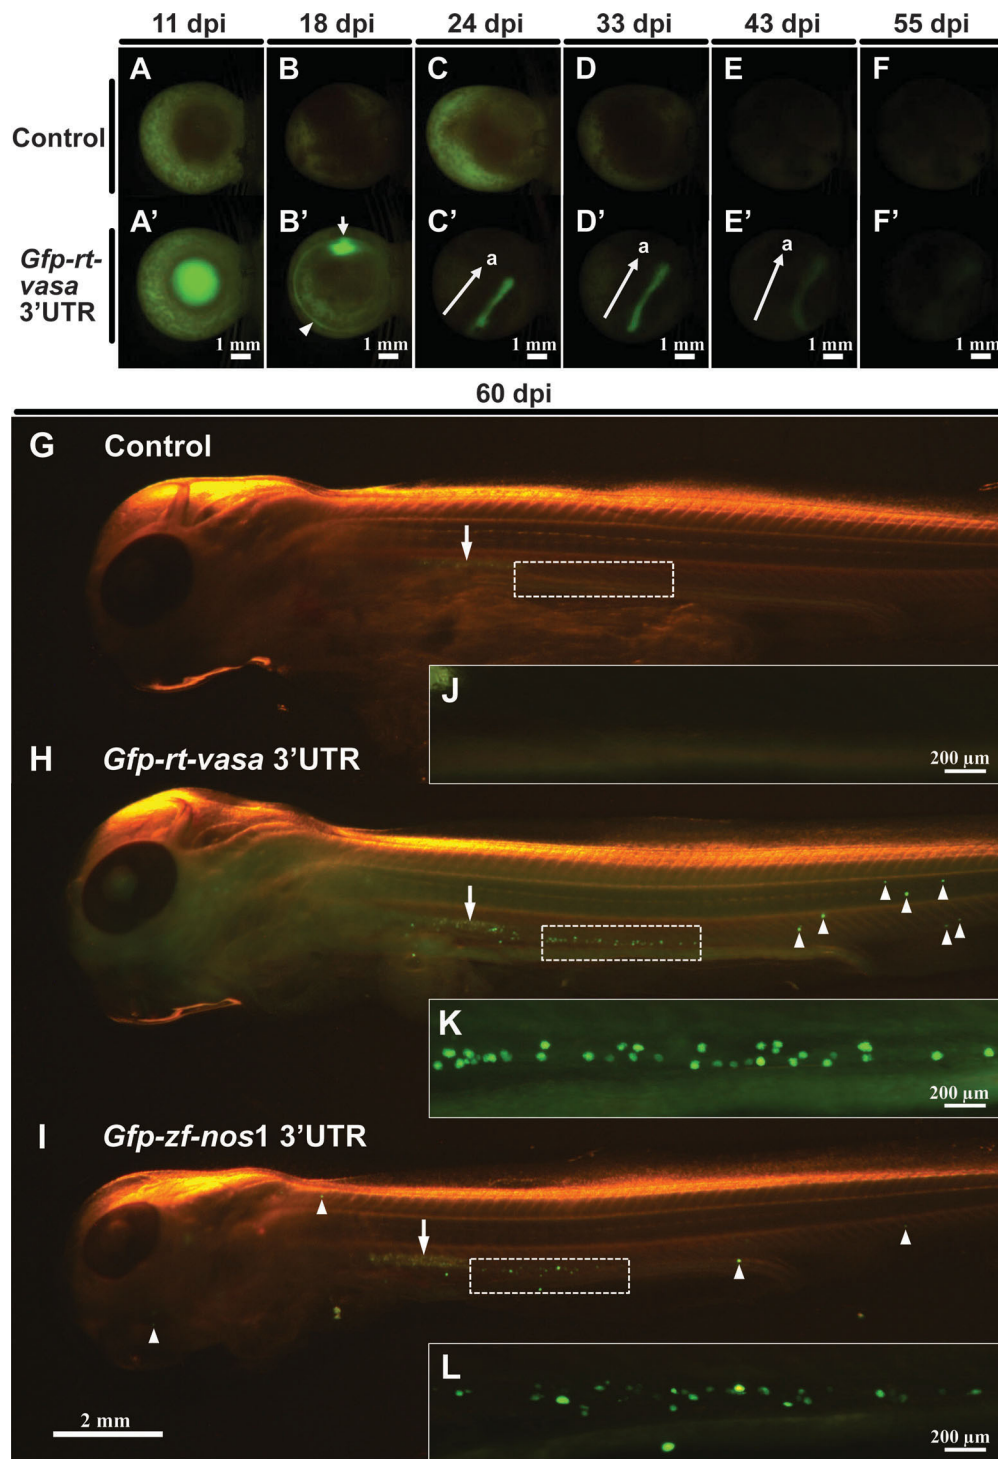 11 dpi 18 dpi 24 dpi 33 dpi 43 dpi 55 dpi
A B C D E F
Control
A’ B’ C’ D’ E’ F’
a a a
Gfp-rt-
vasa
3’UTR
1 mm 1 mm 1 mm 1 mm 1 mm 1 mm
60 dpi
G Control
J
200 µm
H Gfp-rt-vasa 3’UTR
K
200 µm
I Gfp-zf-nos1 3’UTR
L
2 mm
200 µm